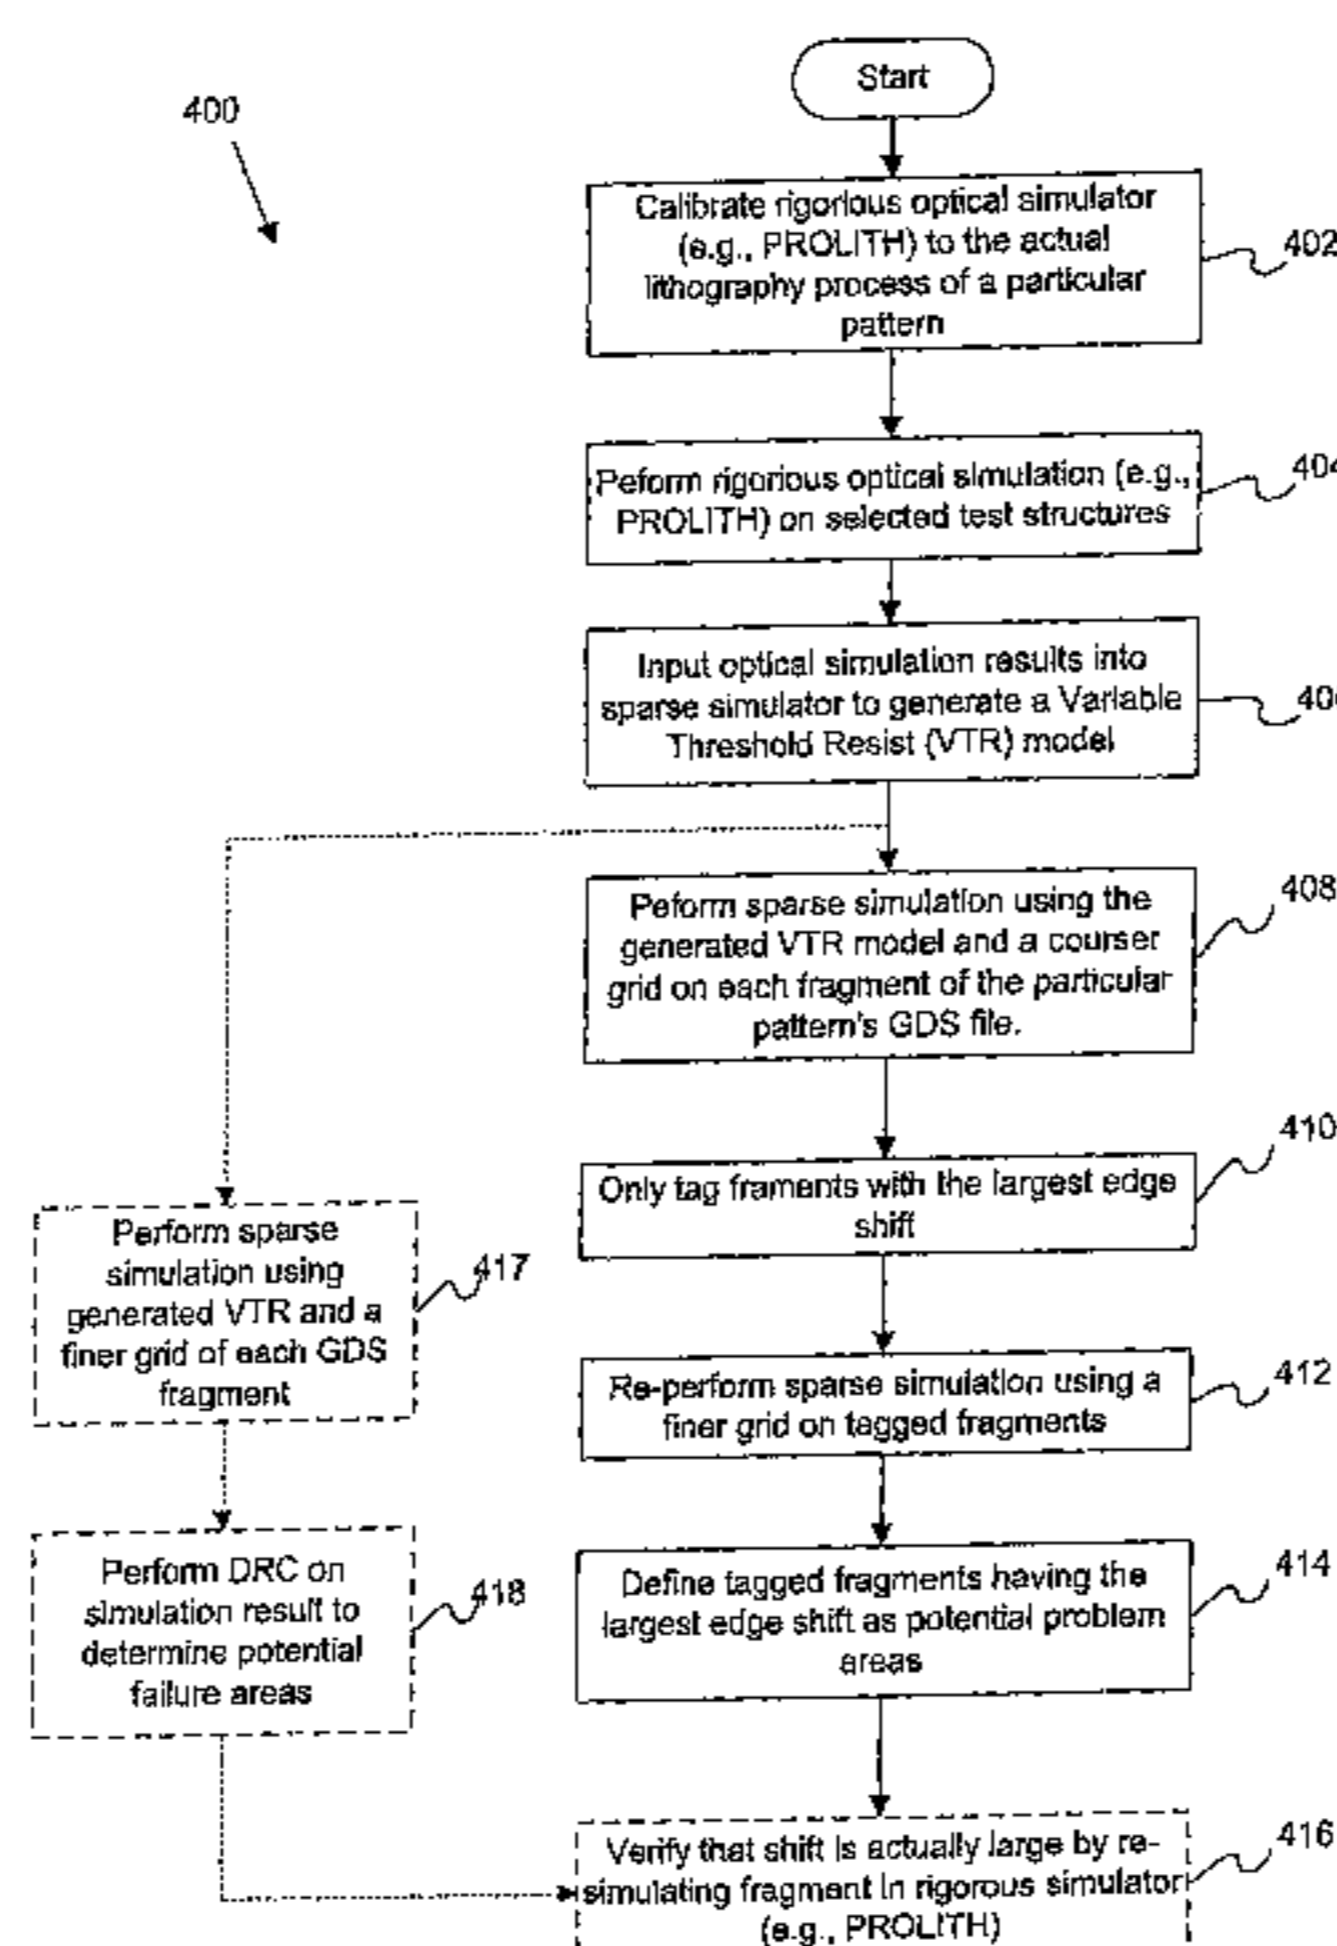 Start
400
Calibrate rigorlous optical simulator
(e.g., PROLITH) to the actual
lithography process of a particular
pattern
402
Peform rigorious optical simulation (e.g.,
PROLITH) on selected test structures
404
Input optical simulation results into
sparse simulator to generate a Variable
Threshold Resist (VTR) model
40
Peform sparse simulation using the
generated VTR model and a courser
grid on each fragment of the particular
pattern's GDS file.
408
Only tag framents with the largest edge
shift
410
Perform sparse
simulation using
generated VTR and a
finer grid of each GDS
fragment
417
Re-perform sparse simulation using a
finer grid on tagged fragments
412
Perform DRC on
simulation result to
determine potential
failure areas
418
Define tagged fragments having the
largest edge shift as potential problem
areas
414
Verify that shift is actually large by re-
simulating fragment in rigorous simulator
(e.g., PROLITH)
416